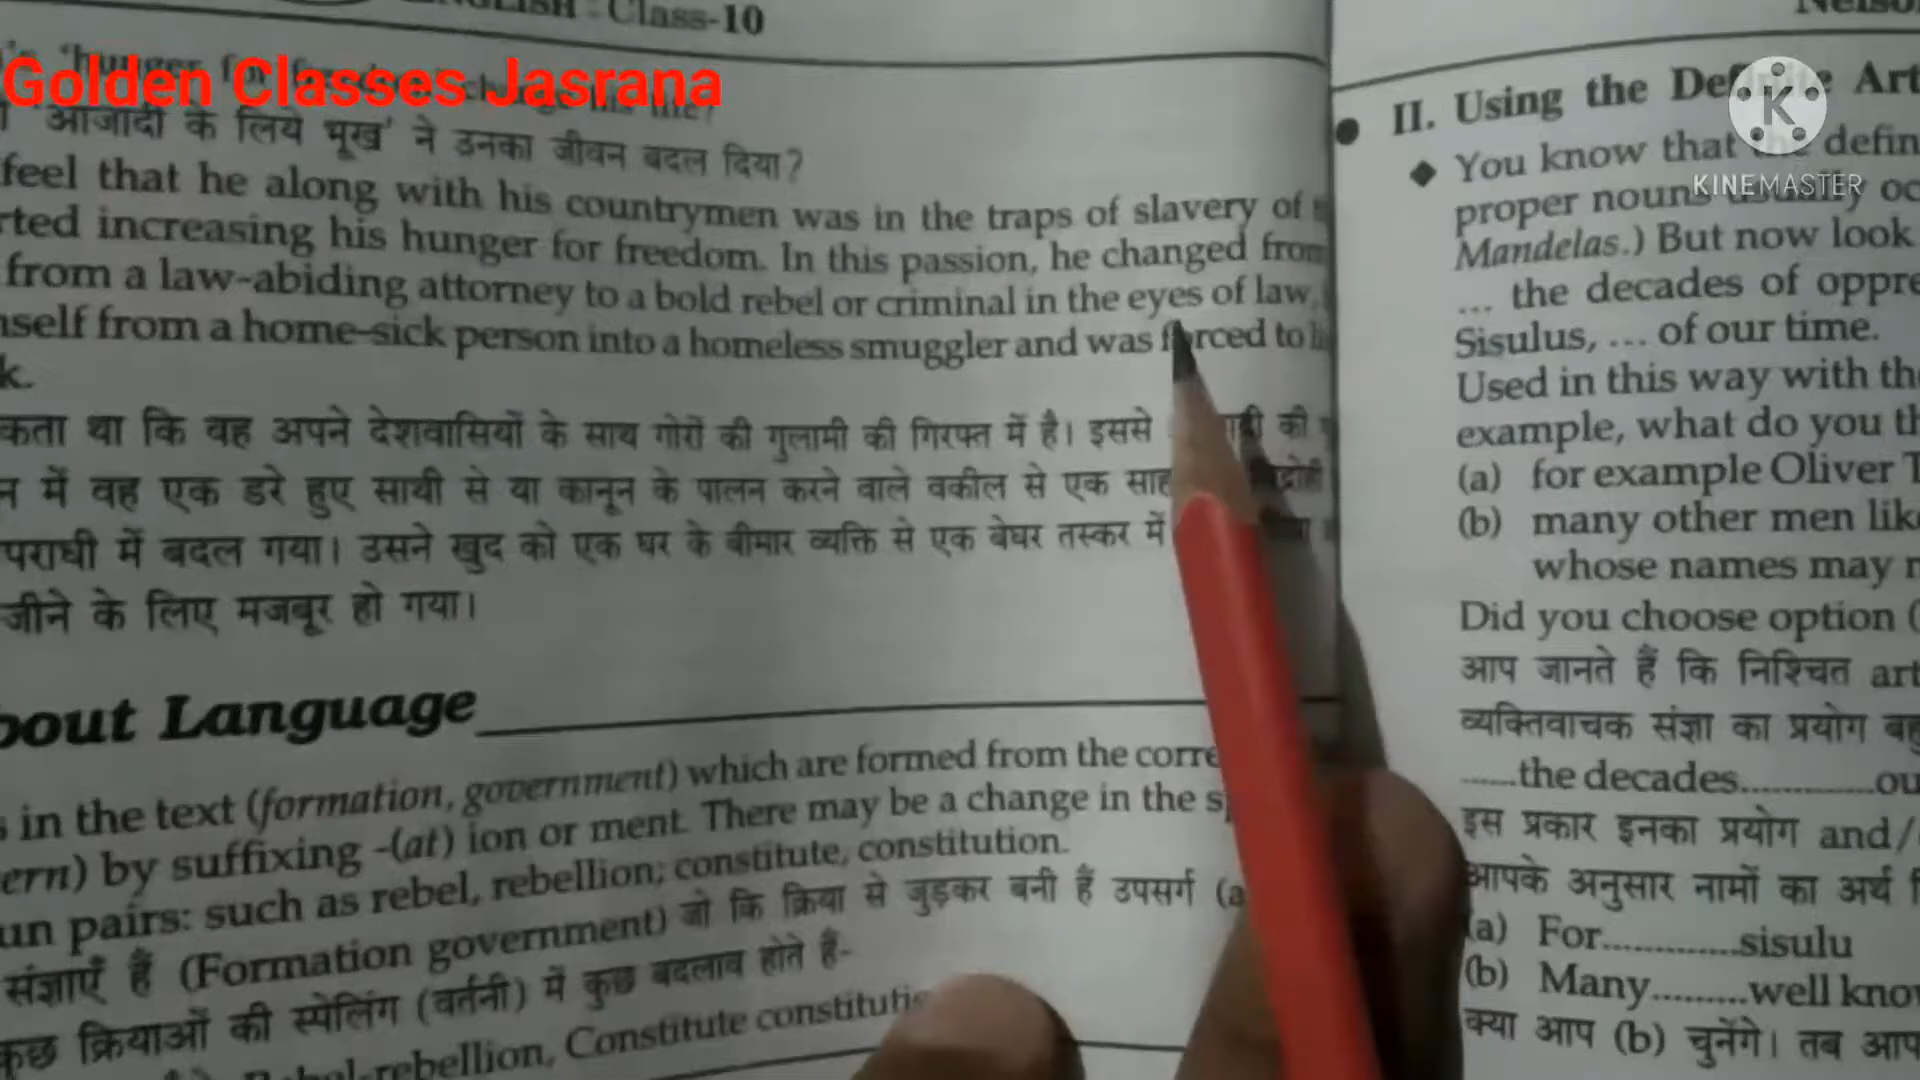 ENGLISH : Class-10
Golden Classes Jasrana
'hunger for
'आजादी के लिये भूख' ने उनका जीवन बदल दिया?
feel that he along with his countrymen was in the traps of slavery of
rted increasing his hunger for freedom. In this passion, he changed from
from a law-abiding attorney to a bold rebel or criminal in the eyes of law,
nself from a home-sick person into a homeless smuggler and was forced to
k.
कता था कि वह अपने देशवासियों के साथ गोरों की गुलामी की गिरफ्त में है। इससे की
न में वह एक डरे हुए साथी से या कानून के पालन करने वाले वकील से एक
पराधी में बदल गया। उसने खुद को एक घर के बीमार व्यक्ति से एक बेघर तस्कर में
जीने के लिए मजबूर हो गया।
bout Language
s in the text (formation, government) which are formed from the corre
ern) by suffixing -(at) ion or ment. There may be a change in the
un pairs: such as rebel, rebellion; constitute, constitution.
संज्ञाएँ हैं (Formation government) जो कि क्रिया से जुड़कर बनी हैं उपसर्ग (a
कुछ क्रियाओं की स्पेलिंग (वर्तनी) में कुछ बदलाव होते हैं-
Rebel-rebellion, Constitute constituti
Nelso
II. Using the Definite Art
KINEMASTER
You know that the defin
proper nouns usually oc
Mandelas.) But now look
... the decades of oppre
Sisulus, ... of our time.
Used in this way with th
example, what do you th
(a) for example Oliver T
(b) many other men lik
whose names may n
Did you choose option (
आप जानते हैं कि निश्चित art
व्यक्तिवाचक संज्ञा का प्रयोग बहु
......the decades..............ou
इस प्रकार इनका प्रयोग and/
आपके अनुसार नामों का अर्थ
(a) For..............sisulu
(b) Many.........well know
क्या आप (b) चुनेंगे। तब आप